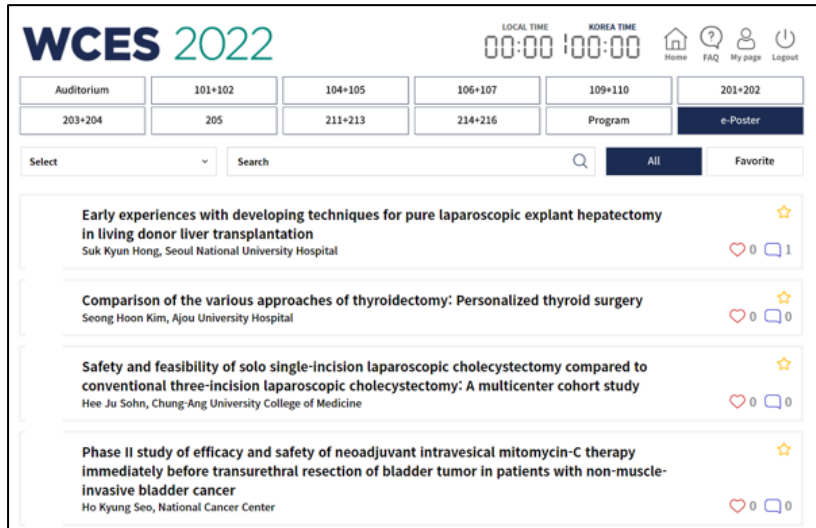 WCES 2022
LOCAL TIME KOREA TIME
00:00 00:00
Home FAQ My page Logout
Auditorium 101+102 104+105 106+107 109+110 201+202
203+204 205 211+213 214+216 Program e-Poster
Select Search All Favorite
Early experiences with developing techniques for pure laparoscopic explant hepatectomy
in living donor liver transplantation
Suk Kyun Hong, Seoul National University Hospital
0 1
Comparison of the various approaches of thyroidectomy: Personalized thyroid surgery
Seong Hoon Kim, Ajou University Hospital
0 0
Safety and feasibility of solo single-incision laparoscopic cholecystectomy compared to
conventional three-incision laparoscopic cholecystectomy: A multicenter cohort study
Hee Ju Sohn, Chung-Ang University College of Medicine
0 0
Phase II study of efficacy and safety of neoadjuvant intravesical mitomycin-C therapy
immediately before transurethral resection of bladder tumor in patients with non-muscle-
invasive bladder cancer
Ho Kyung Seo, National Cancer Center
0 0